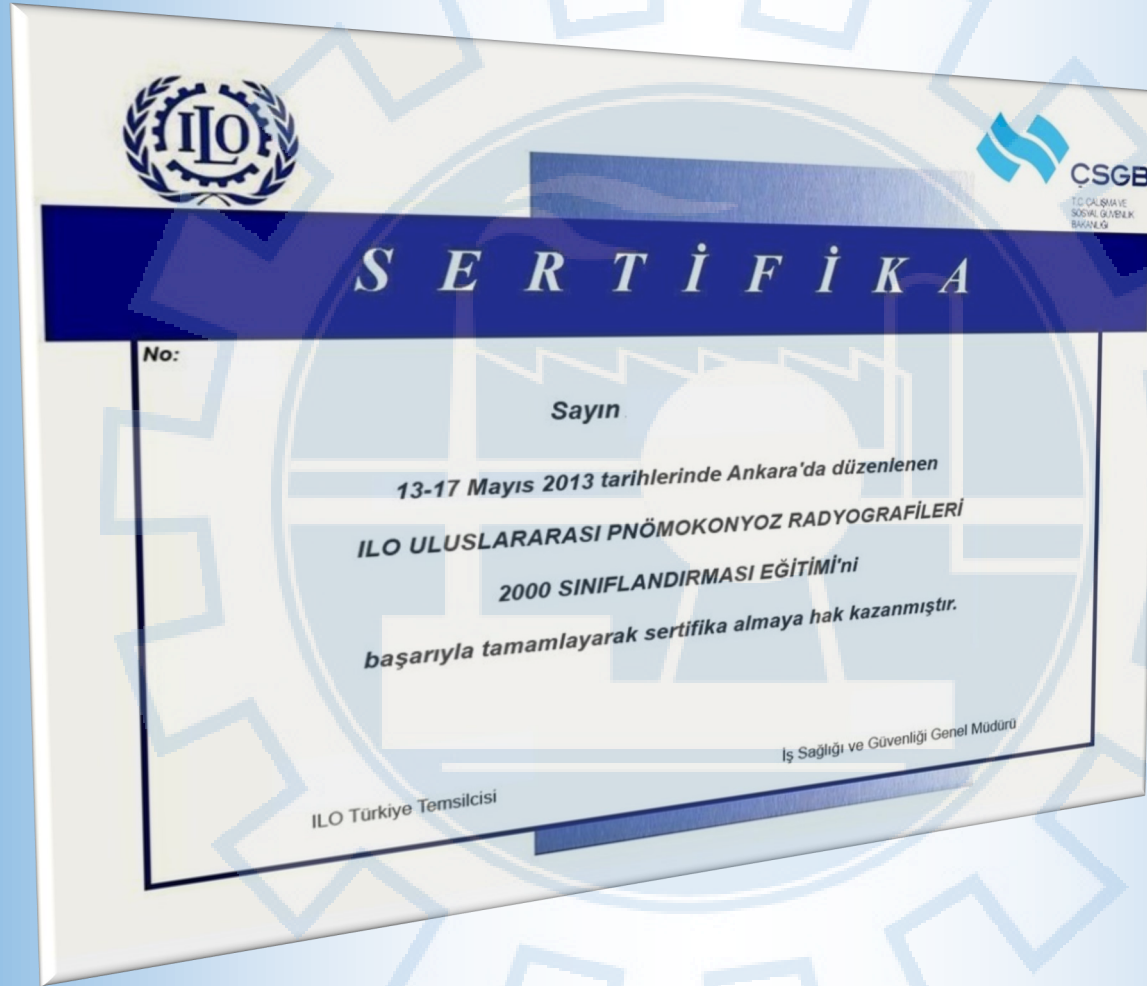 ILO
ÇSGB
T.C. ÇALIŞMA VE
SOSYAL GÜVENLİK
BAKANLIĞI
SERTİFİKA
No:
Sayın
13-17 Mayıs 2013 tarihlerinde Ankara'da düzenlenen
ILO ULUSLARARASI PNÖMOKONYOZ RADYOGRAFİLERİ
2000 SINIFLANDIRMASI EĞİTİMİ'ni
başarıyla tamamlayarak sertifika almaya hak kazanmıştır.
İş Sağlığı ve Güvenliği Genel Müdürü
ILO Türkiye Temsilcisi